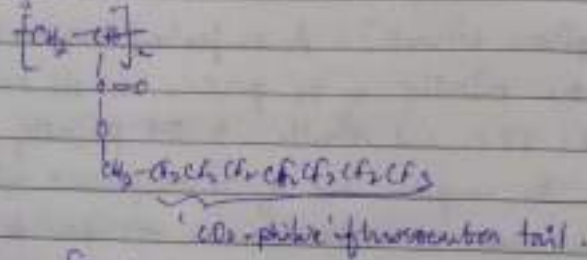 [CH2-CH]n
C=O
O
CH2-CF2CF2CF2CF2CF2CF2CF3
'CO2-philic' fluorocarbon tail.